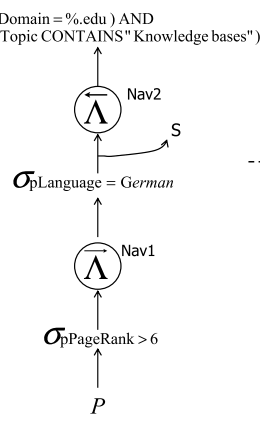 Domain = %.edu ) AND
Topic CONTAINS" Knowledge bases" )
Nav2
Λ
S
σpLanguage = German
Nav1
Λ
σpPageRank > 6
P